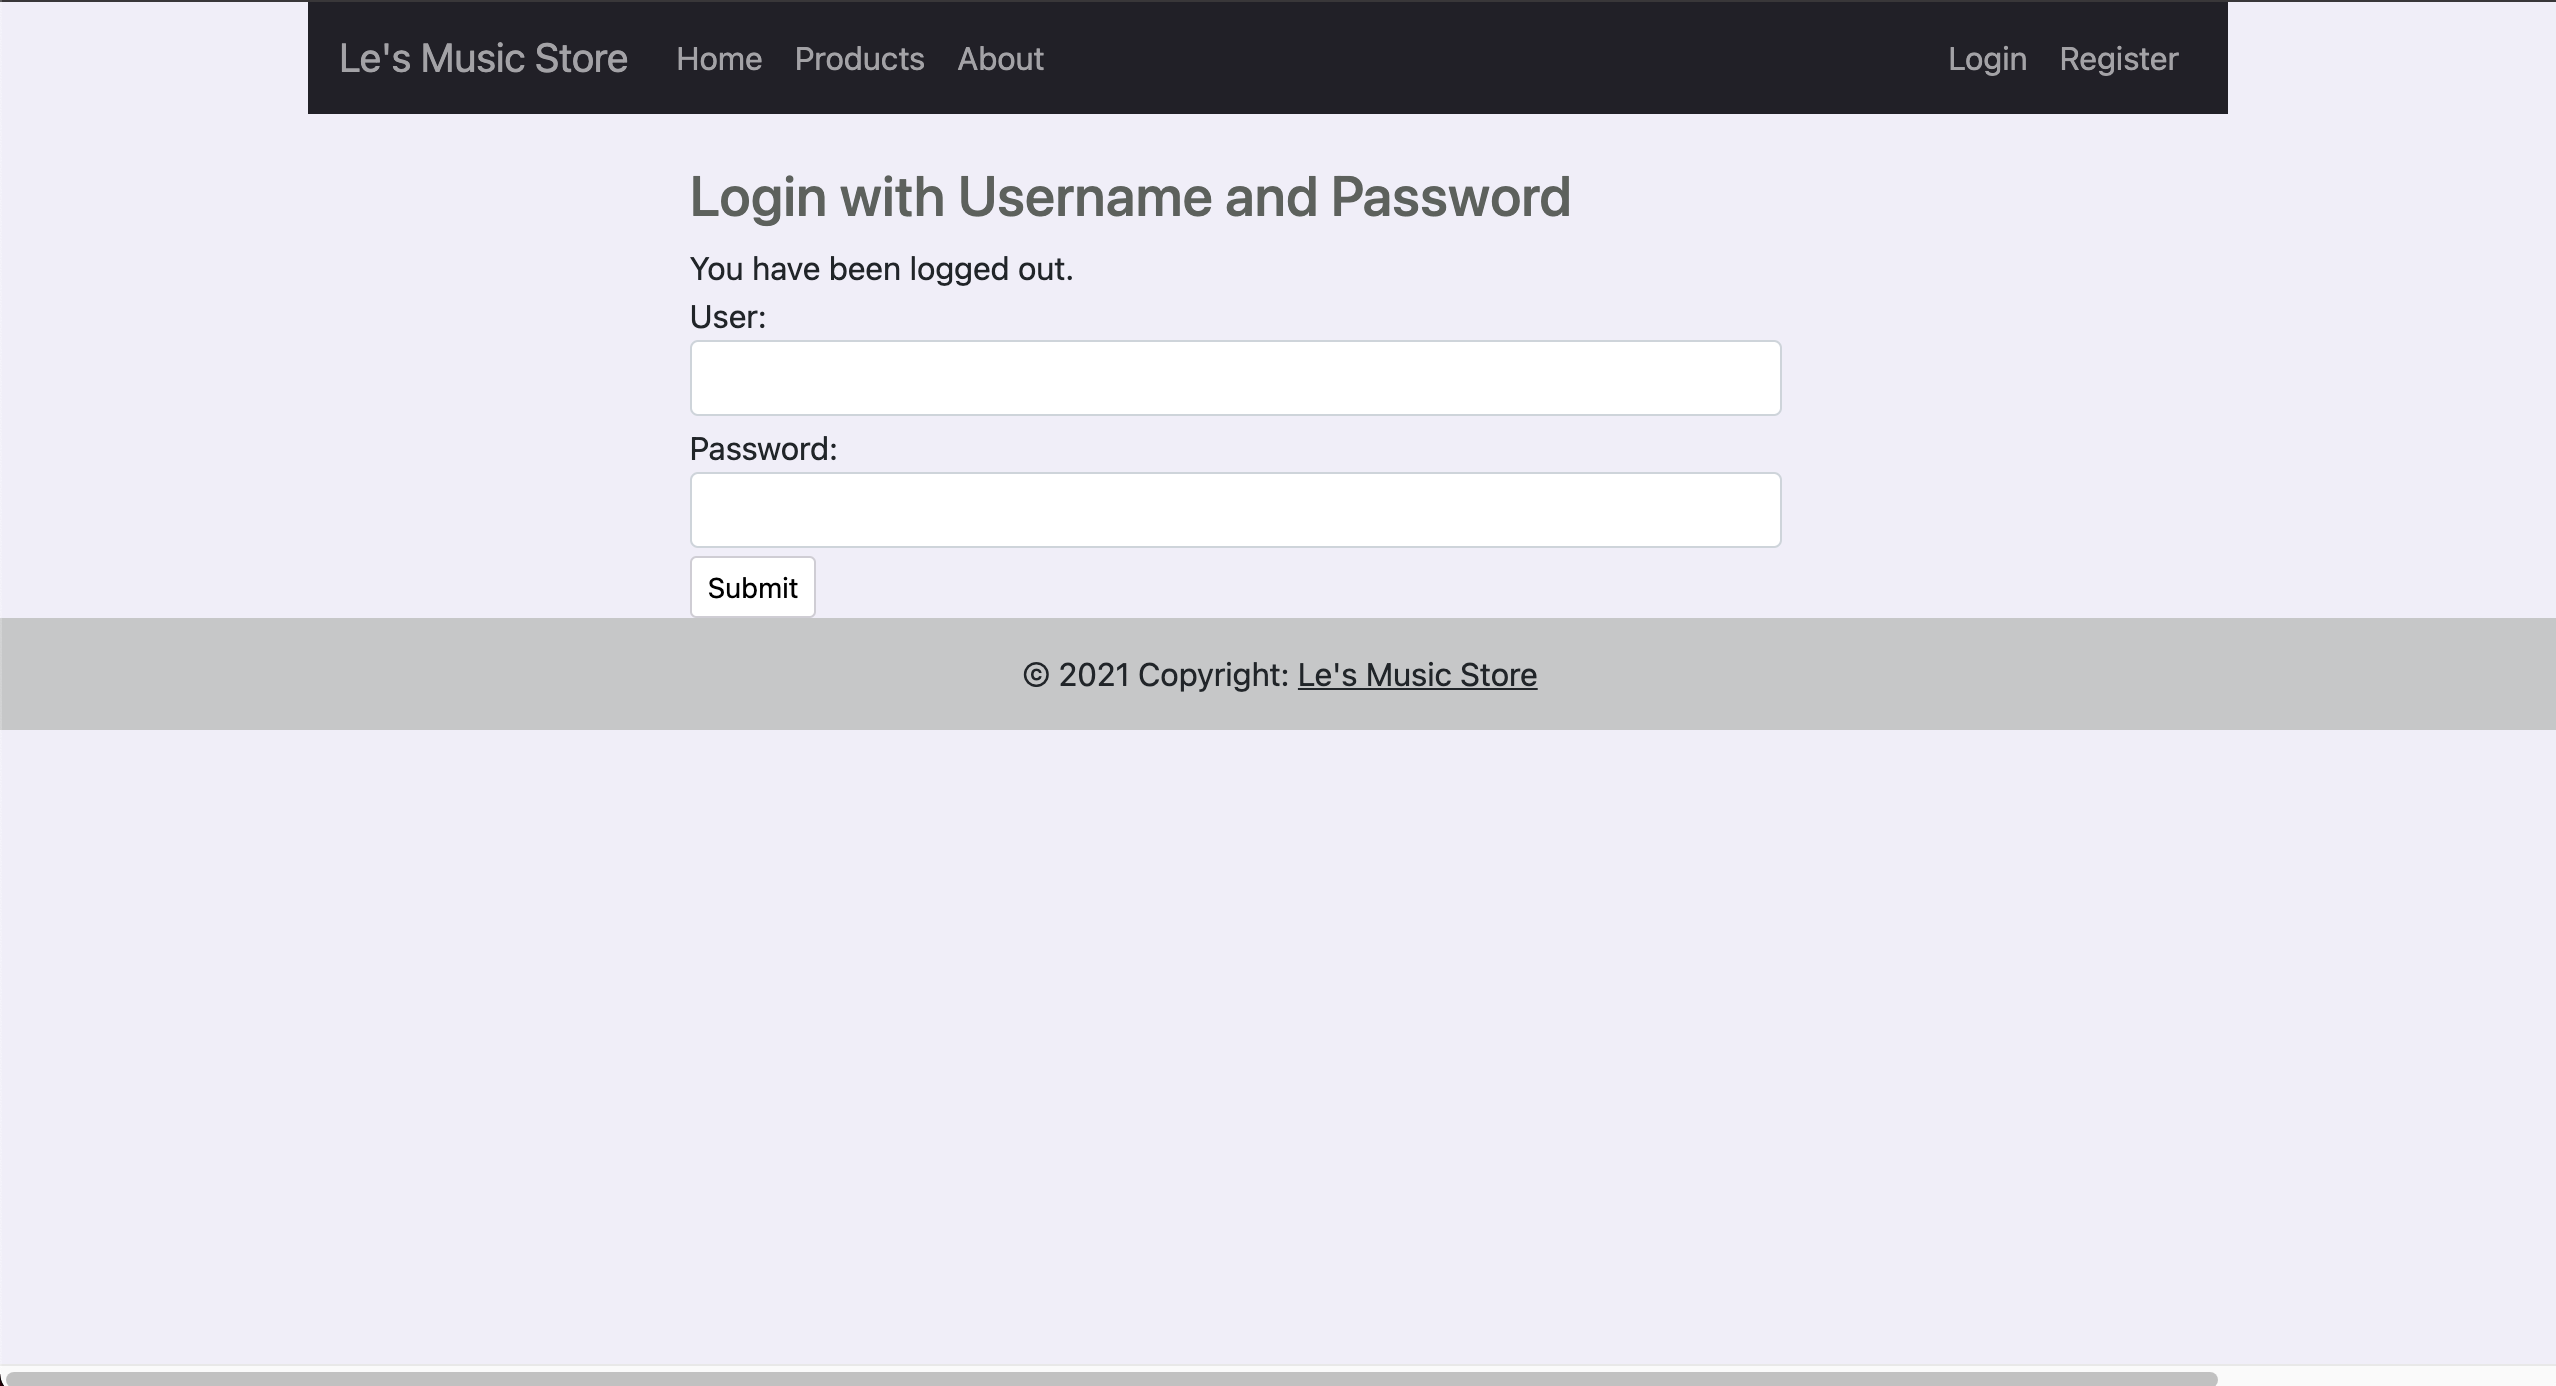 Le's Music Store Home Products About Login Register
Login with Username and Password
You have been logged out.
User:
Password:
Submit
© 2021 Copyright: Le's Music Store